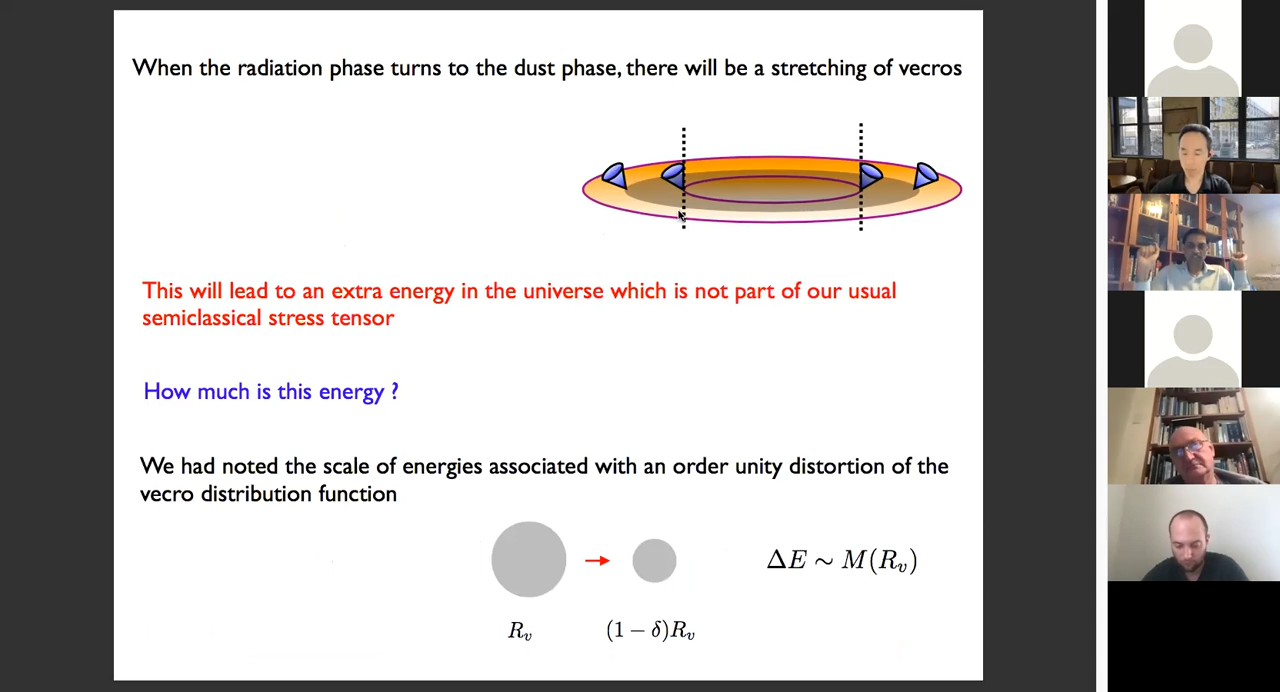 When the radiation phase turns to the dust phase, there will be a stretching of vecros
This will lead to an extra energy in the universe which is not part of our usual
semiclassical stress tensor
How much is this energy ?
We had noted the scale of energies associated with an order unity distortion of the
vecro distribution function
ΔE ∼ M(R_v)
R_v
(1 − δ)R_v